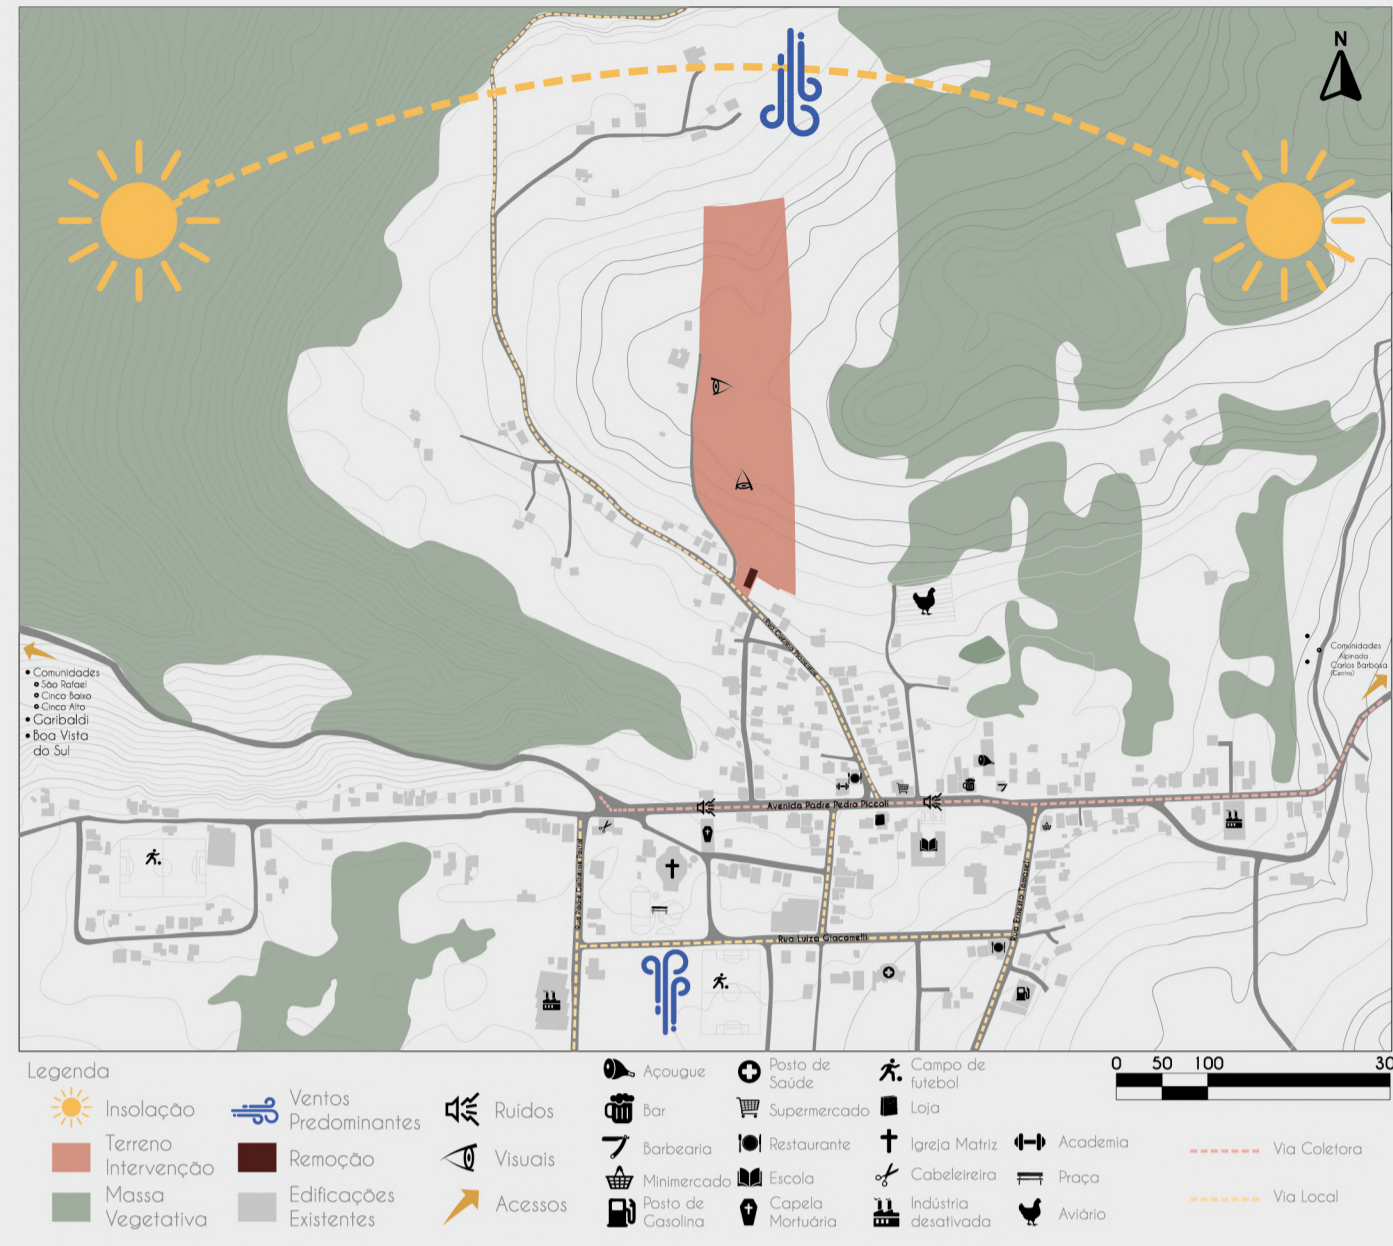 N
Comunidades
São Rafael
Cinco Baixo
Cinco Alto
Garibaldi
Boa Vista
do Sul
Comunidades
Alpinada
Carlos Barbosa
(Centro)
Avenida Padre Pedro Piccoli
Rua Luiza Giacomelli
Legenda
Insolação
Terreno
Intervenção
Massa
Vegetativa
Ventos
Predominantes
Remoção
Edificações
Existentes
Ruídos
Visuais
Acessos
Açougue
Bar
Barbearia
Minimercado
Posto de
Gasolina
Posto de
Saúde
Supermercado
Restaurante
Escola
Capela
Mortuária
Campo de
futebol
Loja
Igreja Matriz
Cabeleireira
Indústria
desativada
Academia
Praça
Aviário
0 50 100 30
Via Coletora
Via Local